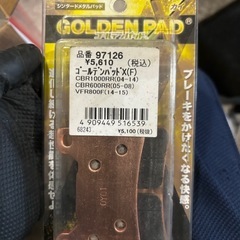 シンタードメタルパッド
GOLDEN PAD
品番 97126
¥5,610 (税込)
ゴールデンパッドX(F)
CBR1000RR(04-14)
CBR600RR(05-08)
VFR800F(14-15)
4 909449 516539
¥5,100(税抜)
ブレーキをかけたくなる快感。